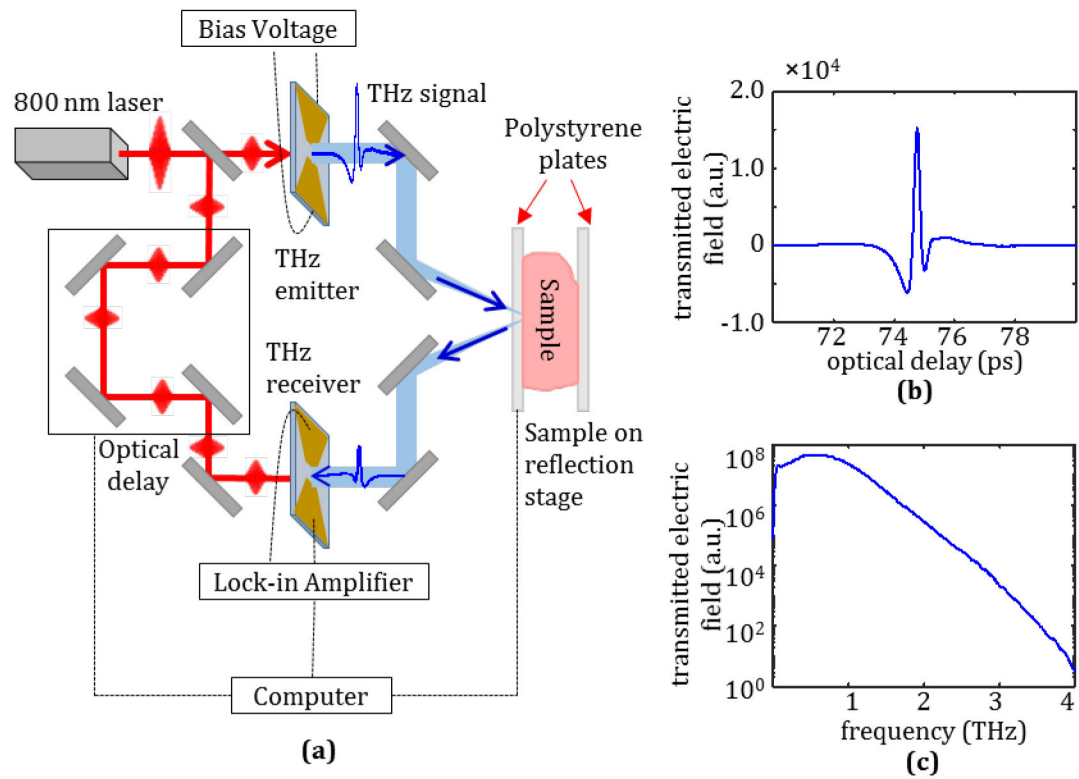 Bias Voltage
800 nm laser
THz signal
Polystyrene
plates
THz
emitter
Sample
THz
receiver
Optical
delay
Sample on
reflection
stage
Lock-in Amplifier
Computer
(a)
×10⁴
transmitted electric
field (a.u.)
2.0
1.0
0
-1.0
72 74 76 78
optical delay (ps)
(b)
transmitted electric
field (a.u.)
10⁸
10⁶
10⁴
10²
10⁰
1 2 3 4
frequency (THz)
(c)